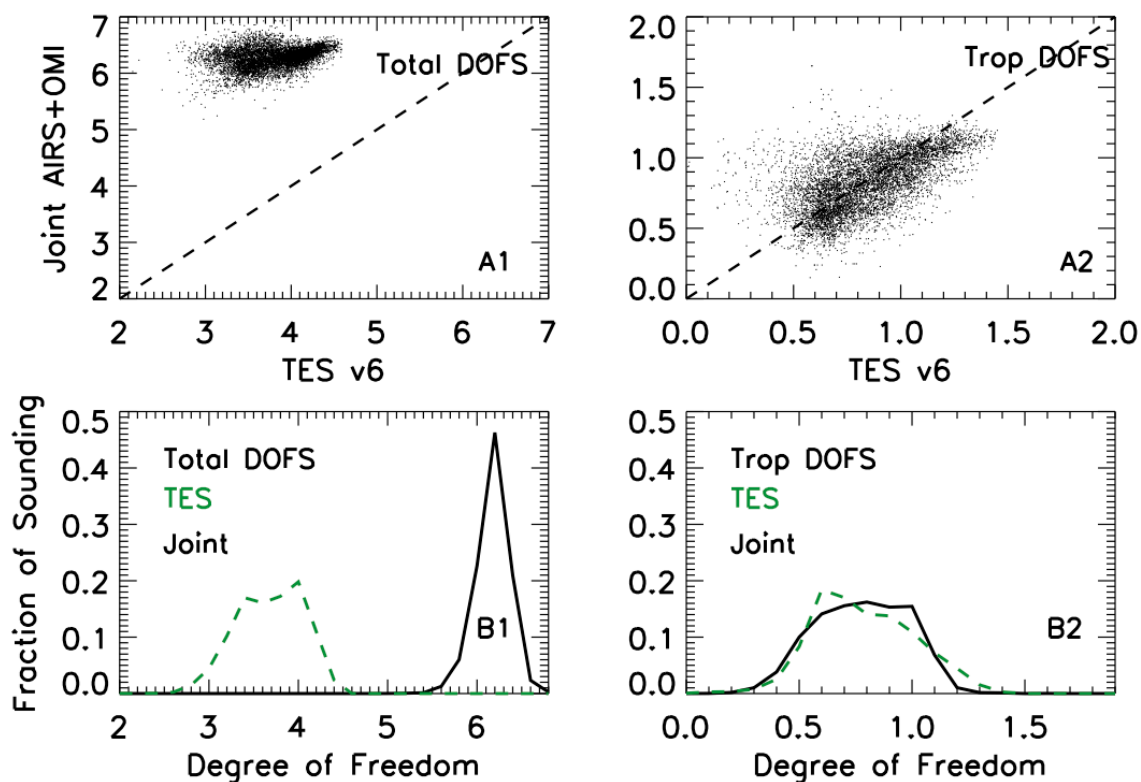 Joint AIRS+OMI
7
6
5
4
3
2
Total DOFS
A1
2 3 4 5 6 7
TES v6
2.0
1.5
1.0
0.5
0.0
Trop DOFS
A2
0.0 0.5 1.0 1.5 2.0
TES v6
Fraction of Sounding
0.5
0.4
0.3
0.2
0.1
0.0
Total DOFS
TES
Joint
B1
2 3 4 5 6
Degree of Freedom
0.5
0.4
0.3
0.2
0.1
0.0
Trop DOFS
TES
Joint
B2
0.0 0.5 1.0 1.5
Degree of Freedom